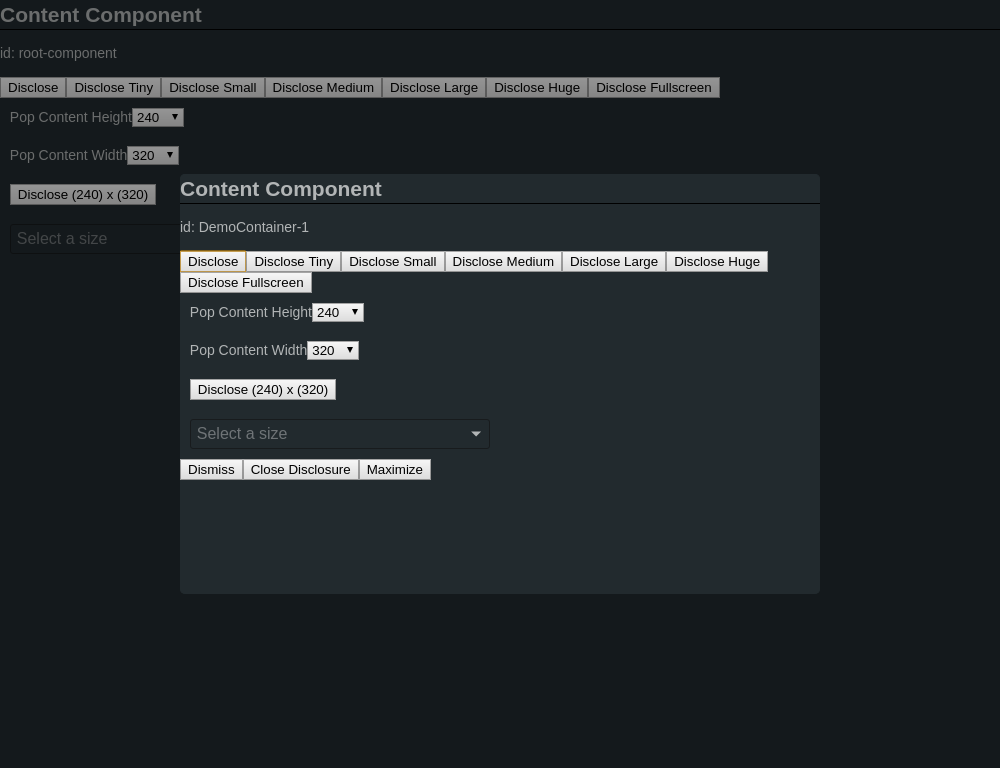 Content Component
id: root-component
Disclose Disclose Tiny Disclose Small Disclose Medium Disclose Large Disclose Huge Disclose Fullscreen
Pop Content Height 240
Pop Content Width 320
Disclose (240) x (320)
Select a size
Content Component
id: DemoContainer-1
Disclose Disclose Tiny Disclose Small Disclose Medium Disclose Large Disclose Huge
Disclose Fullscreen
Pop Content Height 240
Pop Content Width 320
Disclose (240) x (320)
Select a size
Dismiss Close Disclosure Maximize